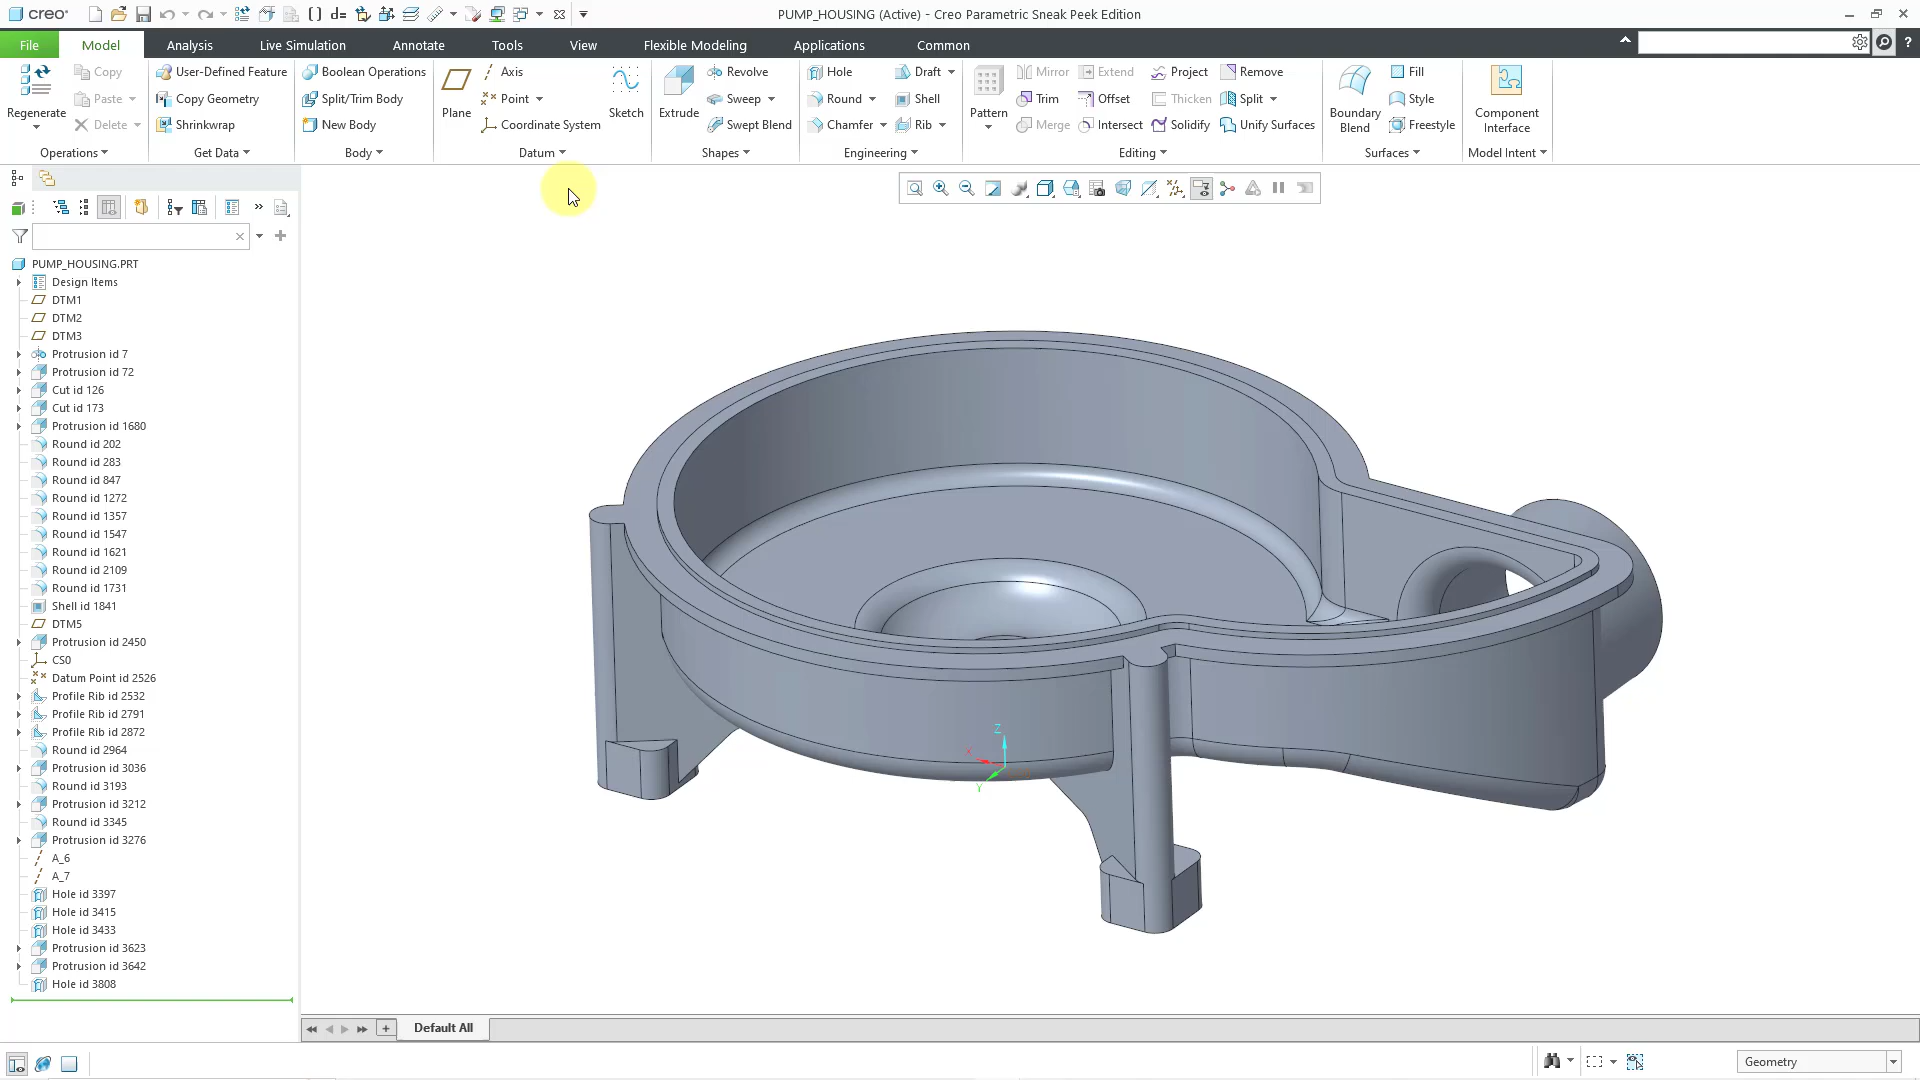 creo
PUMP_HOUSING (Active) - Creo Parametric Sneak Peek Edition
File Model Analysis Live Simulation Annotate Tools View Flexible Modeling Applications Common
Copy User-Defined Feature Boolean Operations Axis Revolve Hole Draft Mirror Extend Project Remove Fill
Regenerate Paste Copy Geometry Split/Trim Body Plane Point Sketch Extrude Sweep Round Shell Pattern Trim Offset Thicken Split Boundary Blend Style Component Interface
Delete Shrinkwrap New Body Coordinate System Swept Blend Chamfer Rib Merge Intersect Solidify Unify Surfaces Freestyle
Operations Get Data Body Datum Shapes Engineering Editing Surfaces Model Intent
PUMP_HOUSING.PRT
Design Items
DTM1
DTM2
DTM3
Protrusion id 7
Protrusion id 72
Cut id 126
Cut id 173
Protrusion id 1680
Round id 202
Round id 283
Round id 847
Round id 1272
Round id 1357
Round id 1547
Round id 1621
Round id 2109
Round id 1731
Shell id 1841
DTM5
Protrusion id 2450
CS0
Datum Point id 2526
Profile Rib id 2532
Profile Rib id 2791
Profile Rib id 2872
Round id 2964
Protrusion id 3036
Round id 3193
Protrusion id 3212
Round id 3345
Protrusion id 3276
A_6
A_7
Hole id 3397
Hole id 3415
Hole id 3433
Protrusion id 3623
Protrusion id 3642
Hole id 3808
Z
X
Y
Default All
Geometry